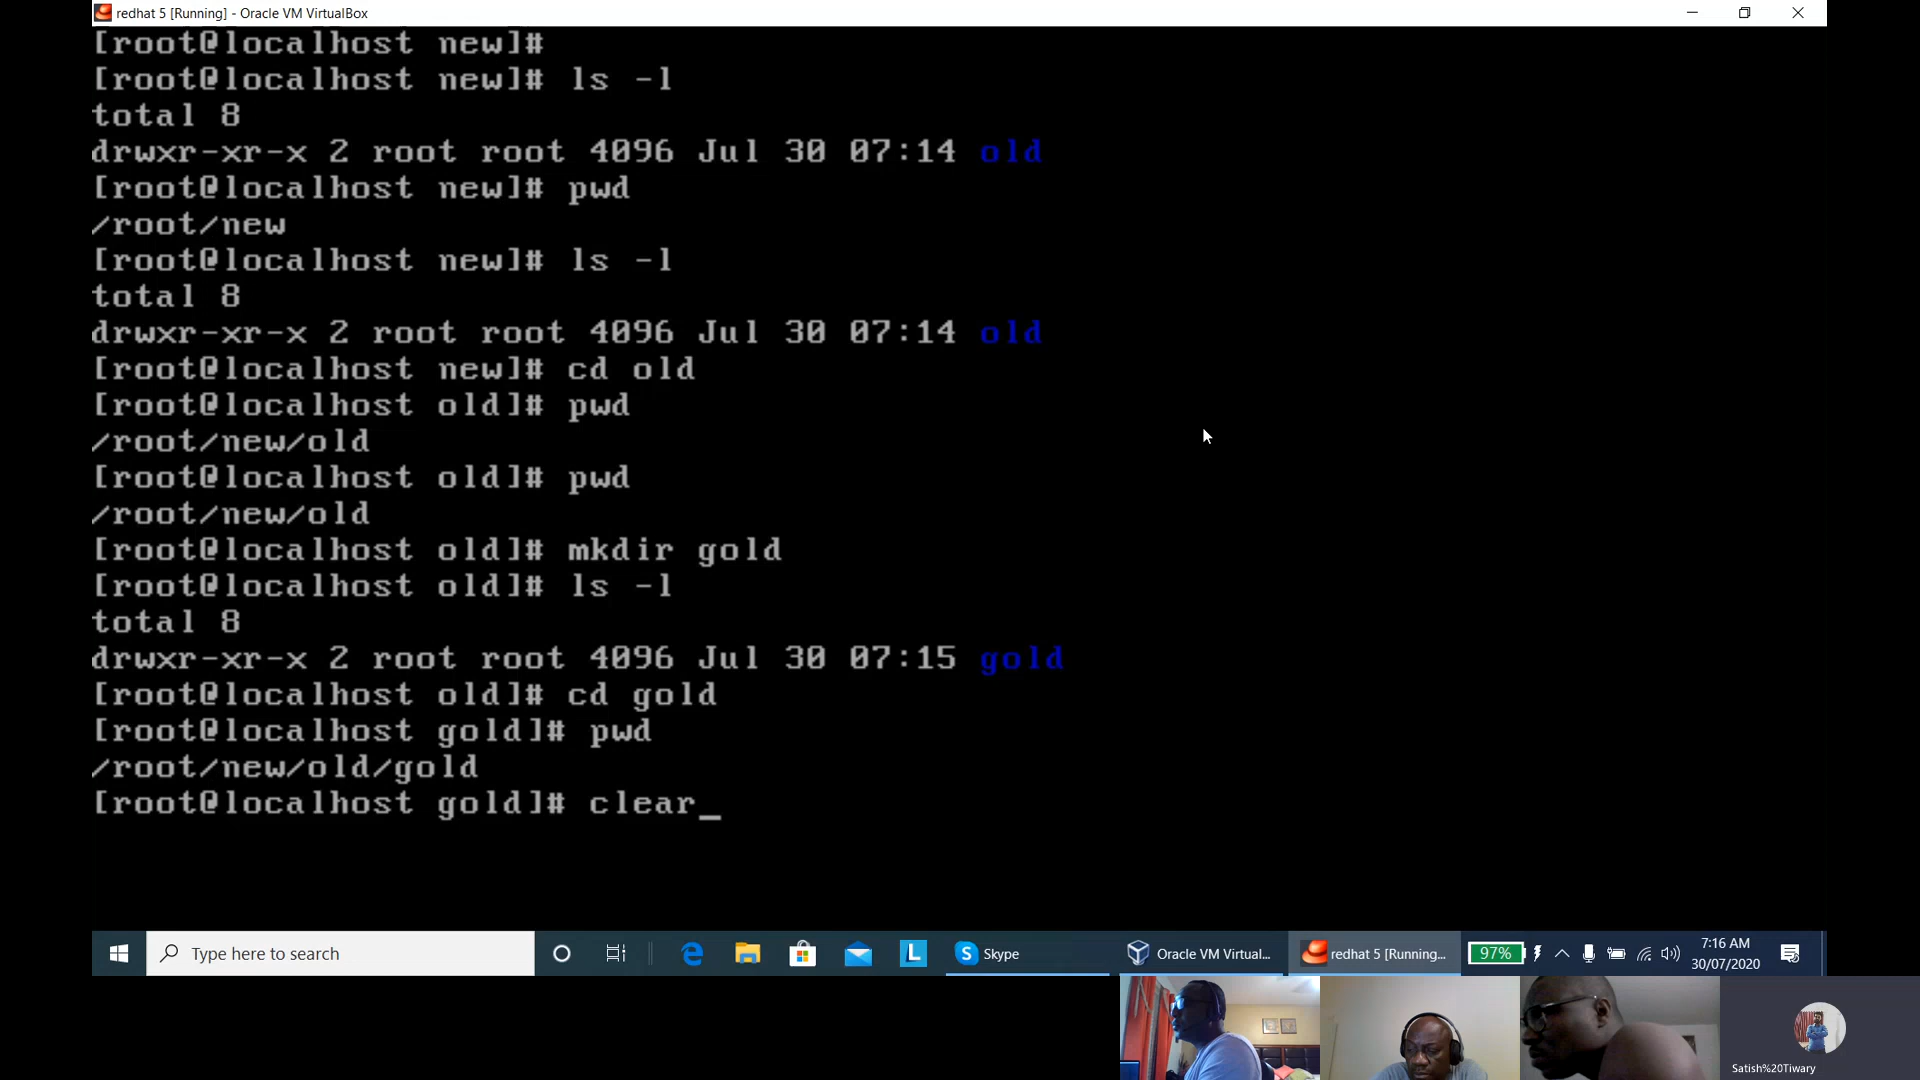 redhat 5 [Running] - Oracle VM VirtualBox
[root@localhost new]#
[root@localhost new]# ls -l
total 8
drwxr-xr-x 2 root root 4096 Jul 30 07:14 old
[root@localhost new]# pwd
/root/new
[root@localhost new]# ls -l
total 8
drwxr-xr-x 2 root root 4096 Jul 30 07:14 old
[root@localhost new]# cd old
[root@localhost old]# pwd
/root/new/old
[root@localhost old]# pwd
/root/new/old
[root@localhost old]# mkdir gold
[root@localhost old]# ls -l
total 8
drwxr-xr-x 2 root root 4096 Jul 30 07:15 gold
[root@localhost old]# cd gold
[root@localhost gold]# pwd
/root/new/old/gold
[root@localhost gold]# clear_
Type here to search
L
S Skype
Oracle VM Virtual...
redhat 5 [Running...
97%
7:16 AM
30/07/2020
Satish%20Tiwary